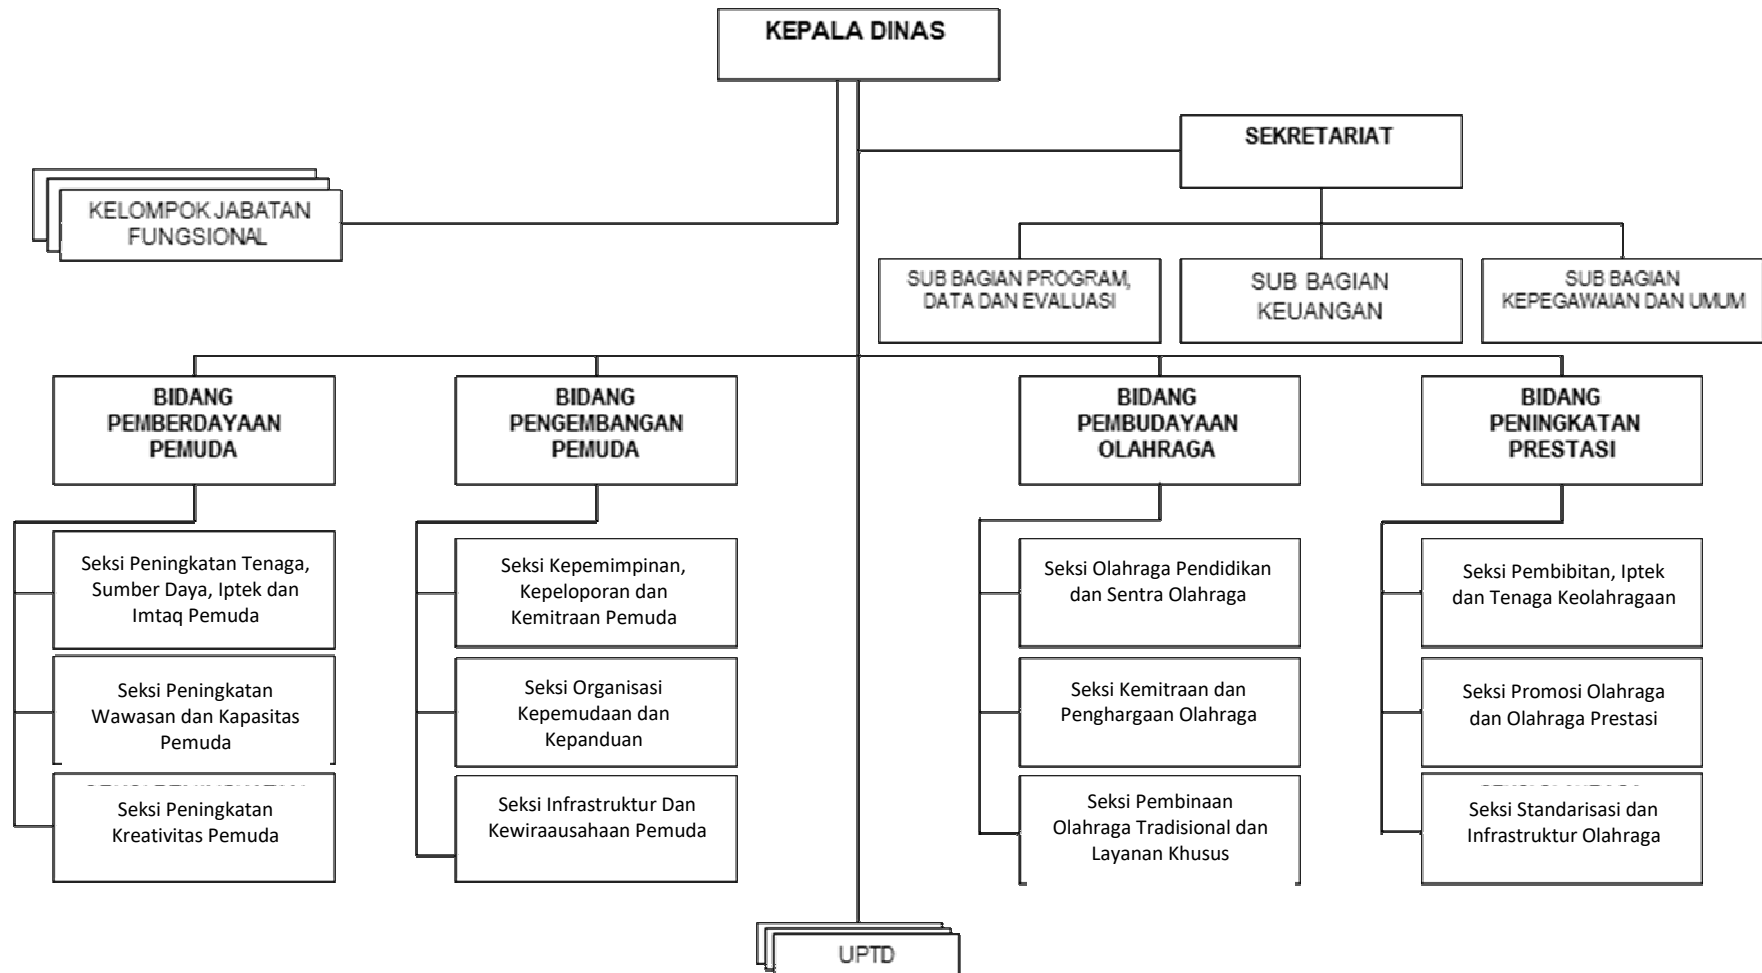 KEPALA DINAS
SEKRETARIAT
KELOMPOK JABATAN
FUNGSIONAL
SUB BAGIAN PROGRAM,
DATA DAN EVALUASI
SUB BAGIAN
KEUANGAN
SUB BAGIAN
KEPEGAWAIAN DAN UMUM
BIDANG
PEMBERDAYAAN
PEMUDA
BIDANG
PENGEMBANGAN
PEMUDA
BIDANG
PEMBUDAYAAN
OLAHRAGA
BIDANG
PENINGKATAN
PRESTASI
Seksi Peningkatan Tenaga,
Sumber Daya, Iptek dan
Imtaq Pemuda
Seksi Kepemimpinan,
Kepeloporan dan
Kemitraan Pemuda
Seksi Olahraga Pendidikan
dan Sentra Olahraga
Seksi Pembibitan, Iptek
dan Tenaga Keolahragaan
Seksi Peningkatan
Wawasan dan Kapasitas
Pemuda
Seksi Organisasi
Kepemudaan dan
Kepanduan
Seksi Kemitraan dan
Penghargaan Olahraga
Seksi Promosi Olahraga
dan Olahraga Prestasi
Seksi Peningkatan
Kreativitas Pemuda
Seksi Infrastruktur Dan
Kewiraausahaan Pemuda
Seksi Pembinaan
Olahraga Tradisional dan
Layanan Khusus
Seksi Standarisasi dan
Infrastruktur Olahraga
UPTD